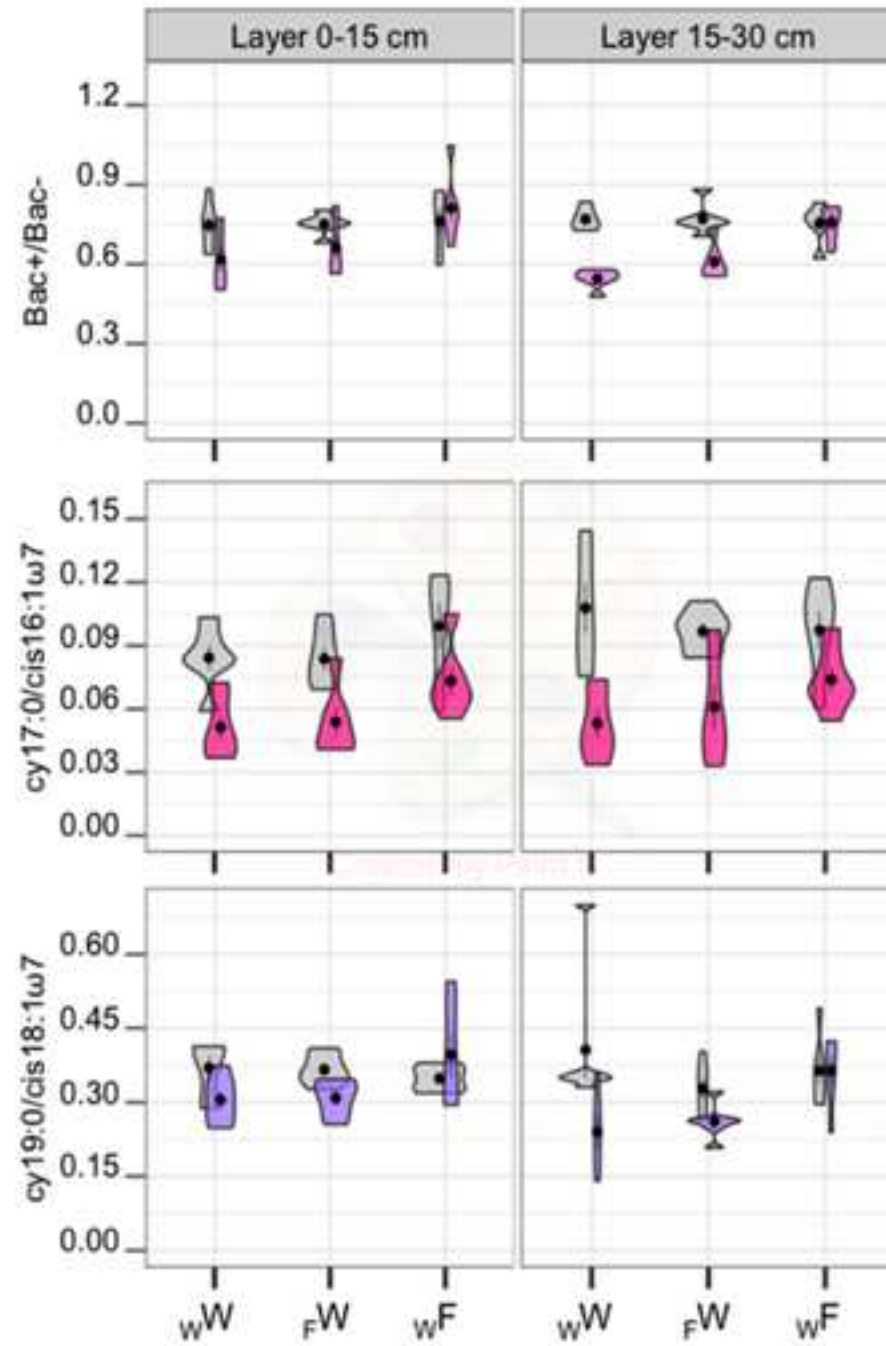 Layer 0-15 cm
Layer 15-30 cm
Bac+/Bac-
1.2
0.9
0.6
0.3
0.0
cy17:0/cis16:1ω7
0.15
0.12
0.09
0.06
0.03
0.00
cy19:0/cis18:1ω7
0.60
0.45
0.30
0.15
0.00
wW FW wF wW FW wF